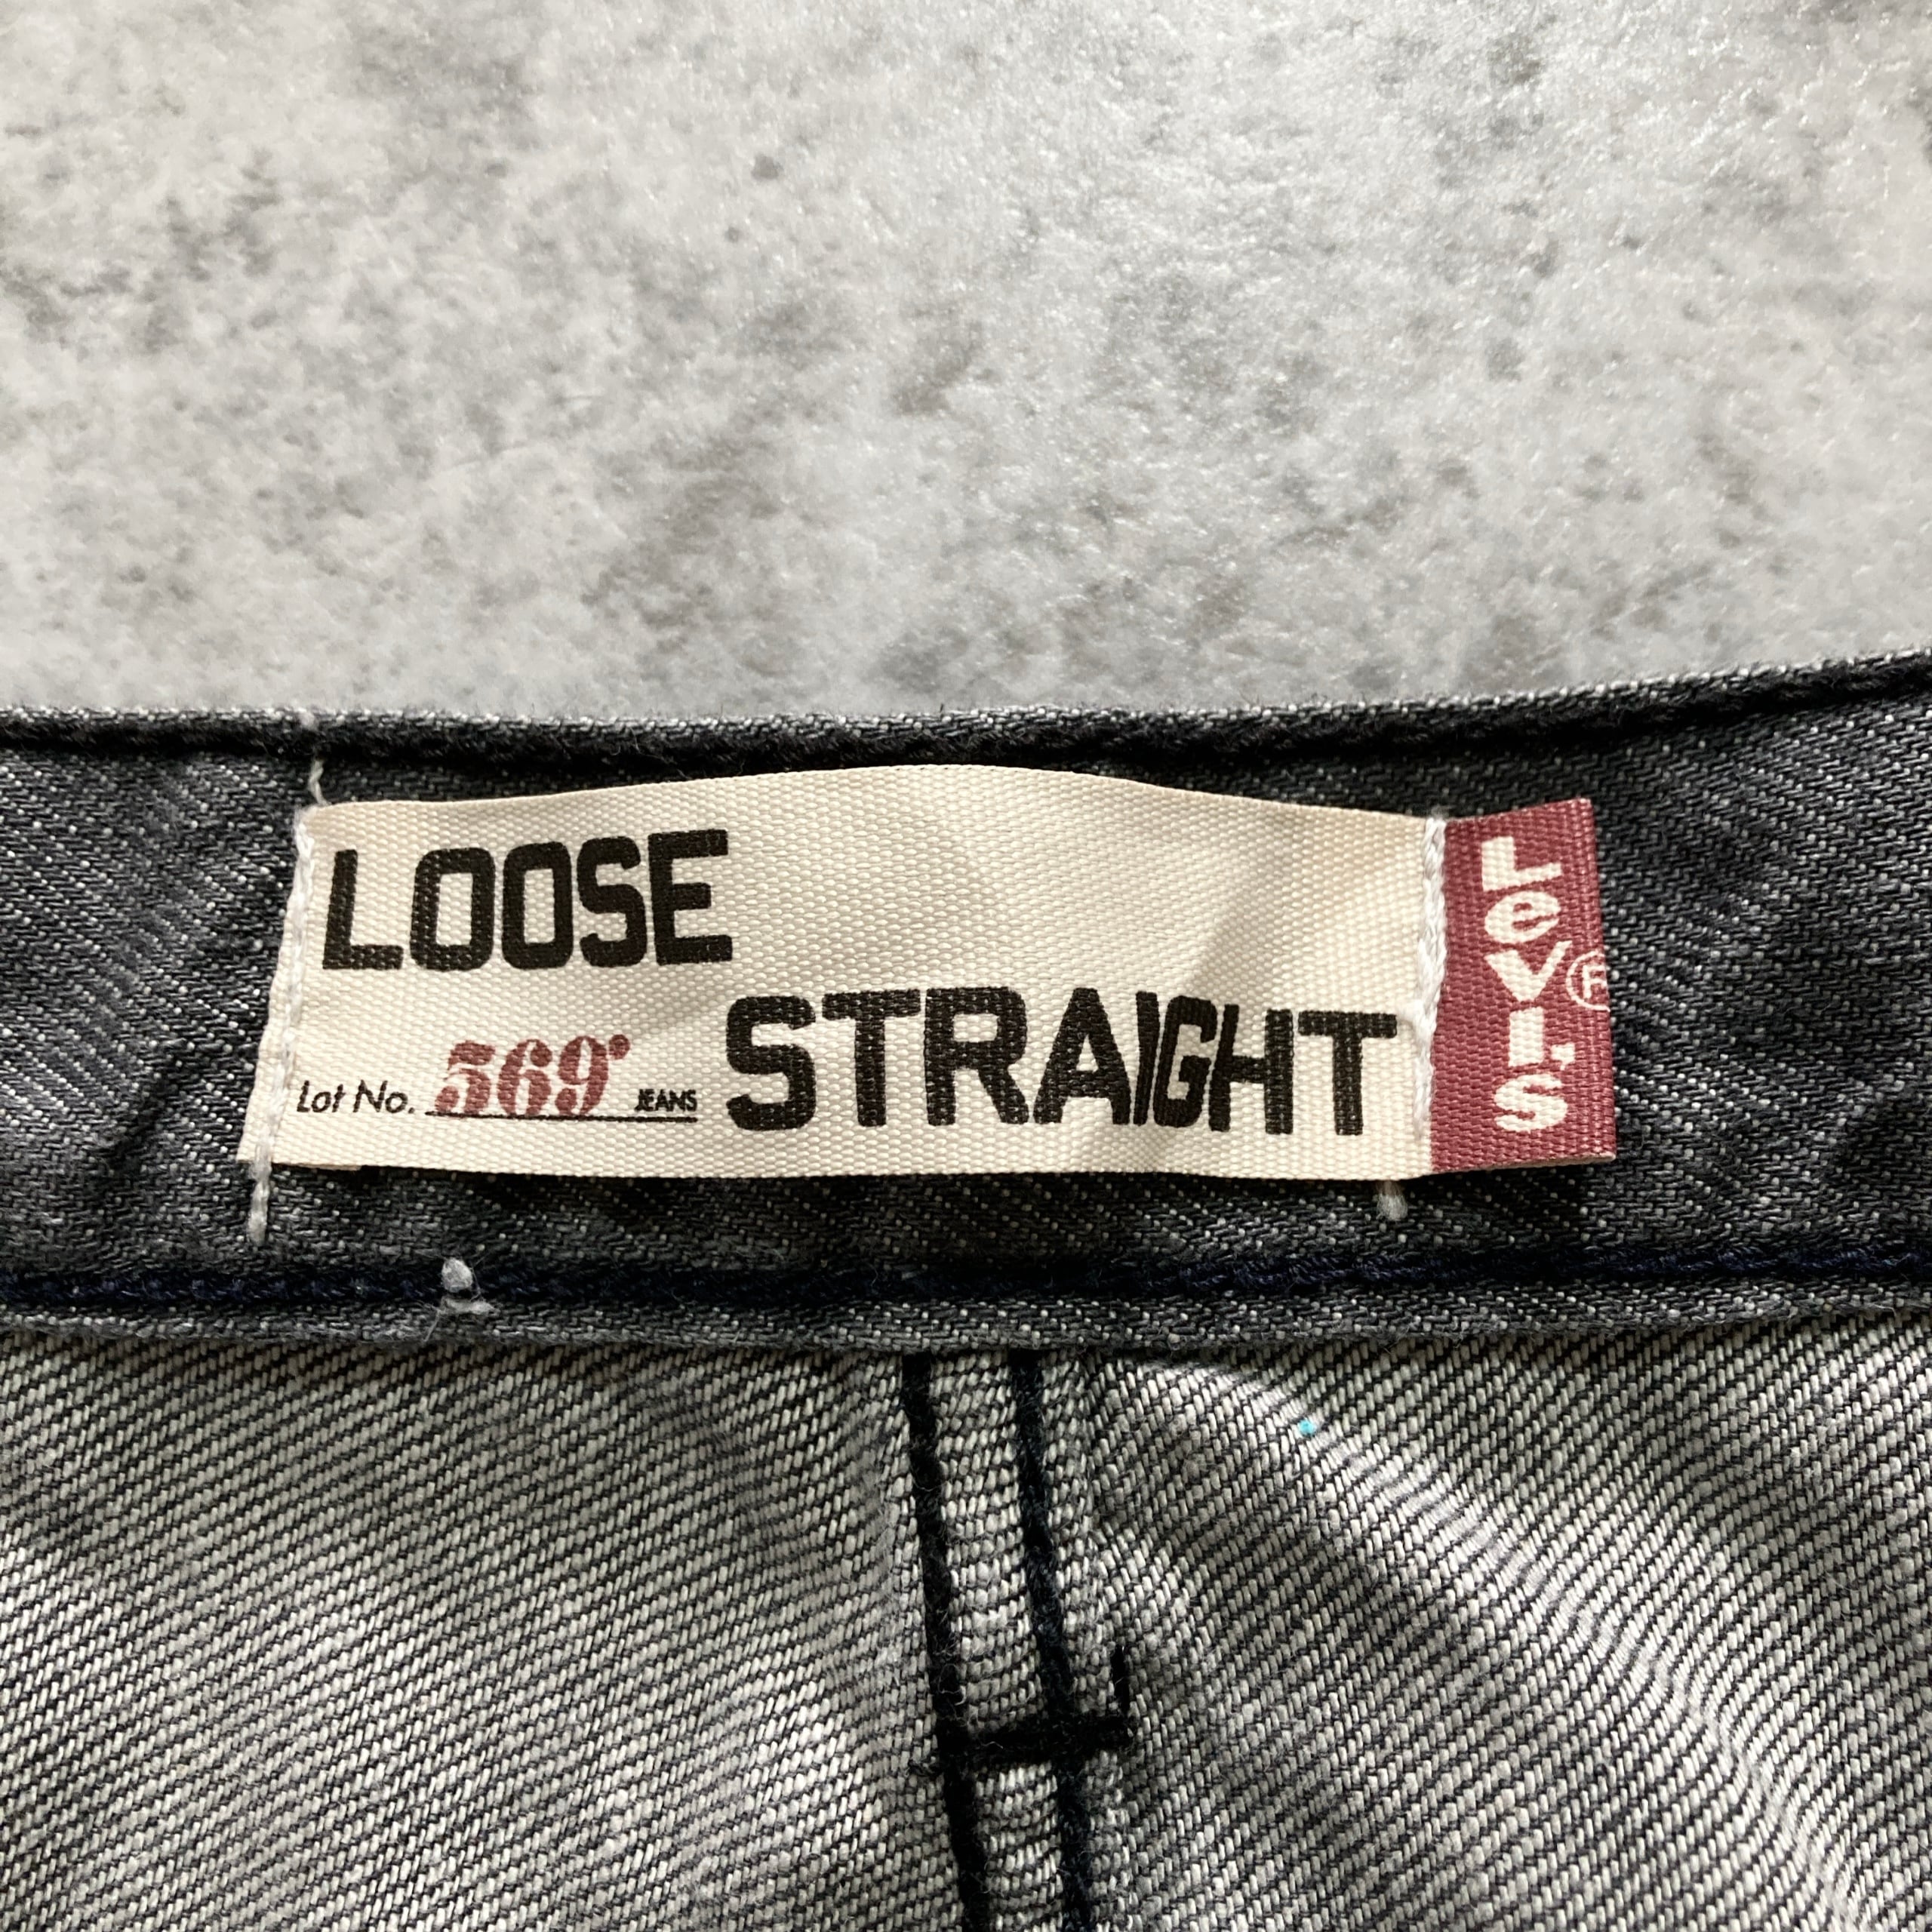 LOOSE
STRAIGHT
Lot No. 569® JEANS
Levi's ®